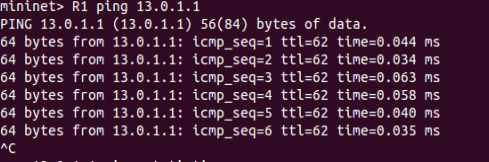 mininet> R1 ping 13.0.1.1
PING 13.0.1.1 (13.0.1.1) 56(84) bytes of data.
64 bytes from 13.0.1.1: icmp_seq=1 ttl=62 time=0.044 ms
64 bytes from 13.0.1.1: icmp_seq=2 ttl=62 time=0.034 ms
64 bytes from 13.0.1.1: icmp_seq=3 ttl=62 time=0.063 ms
64 bytes from 13.0.1.1: icmp_seq=4 ttl=62 time=0.058 ms
64 bytes from 13.0.1.1: icmp_seq=5 ttl=62 time=0.040 ms
64 bytes from 13.0.1.1: icmp_seq=6 ttl=62 time=0.035 ms
^C